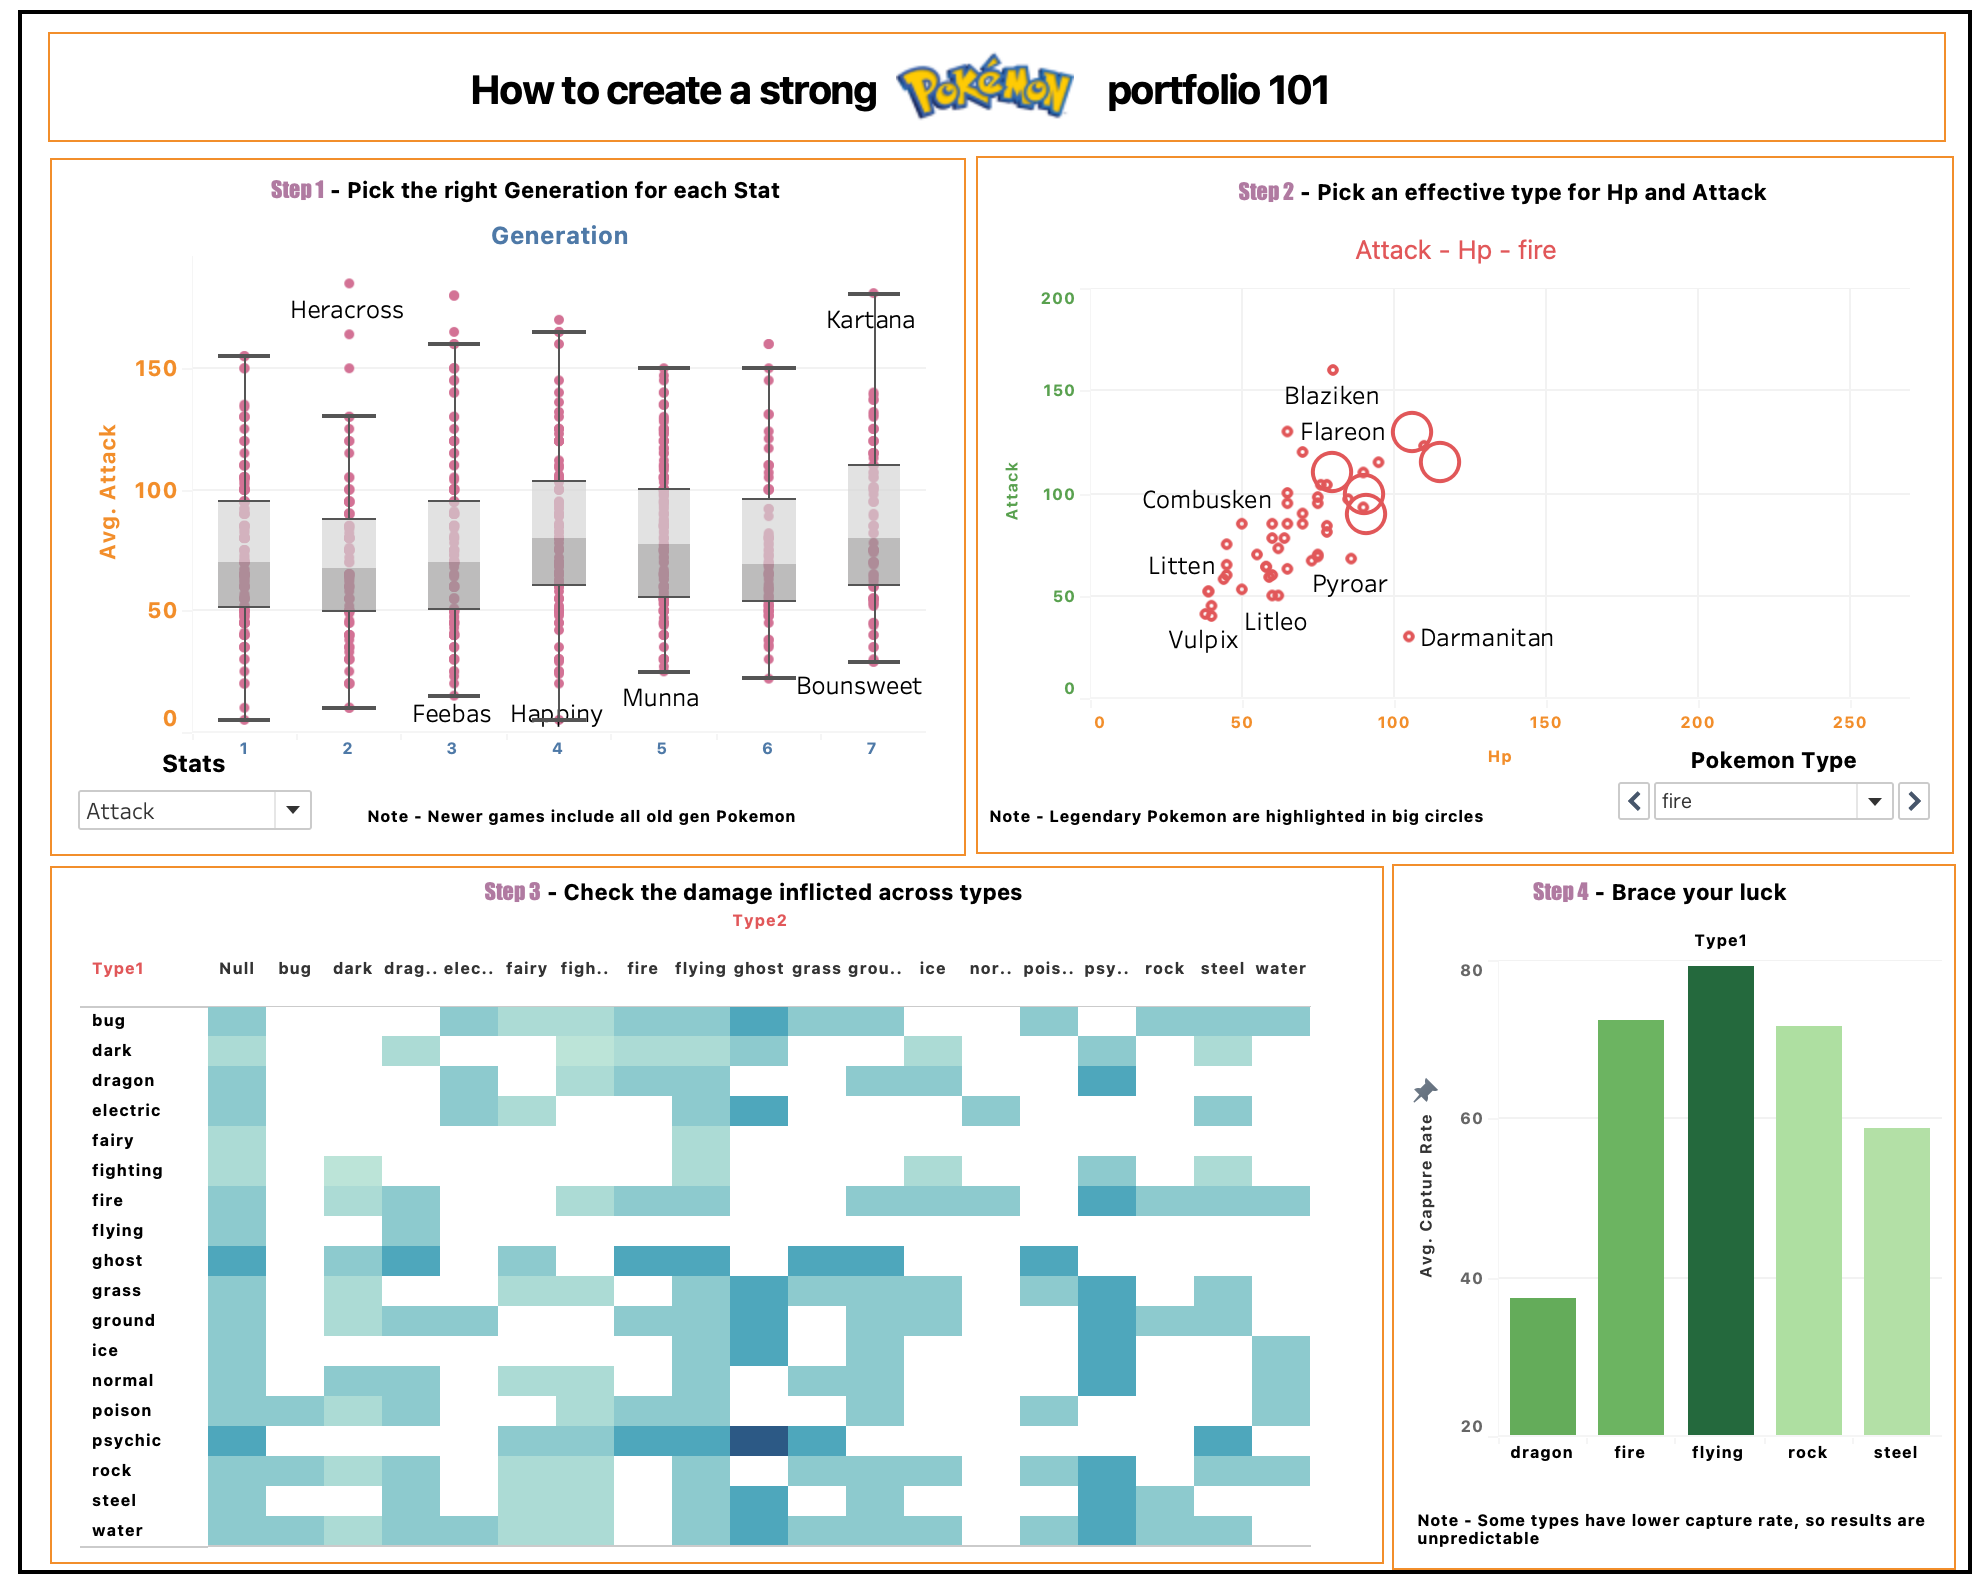 How to create a strong POKéMON portfolio 101
Step 1 - Pick the right Generation for each Stat
Generation
Avg. Attack
150
100
50
0
Heracross
Kartana
Feebas
Happiny
Munna
Bounsweet
1 2 3 4 5 6 7
Stats
Attack
Note - Newer games include all old gen Pokemon
Step 2 - Pick an effective type for Hp and Attack
Attack - Hp - fire
Attack
200
150
100
50
0
Blaziken
Flareon
Combusken
Litten
Pyroar
Litleo
Vulpix
Darmanitan
0 50 100 150 200 250
Hp
Pokemon Type
fire
Note - Legendary Pokemon are highlighted in big circles
Step 3 - Check the damage inflicted across types
Type2
Type1 Null bug dark drag.. elec.. fairy figh.. fire flying ghost grass grou.. ice nor.. pois.. psy.. rock steel water
bug
dark
dragon
electric
fairy
fighting
fire
flying
ghost
grass
ground
ice
normal
poison
psychic
rock
steel
water
Step 4 - Brace your luck
Type1
Avg. Capture Rate
80
60
40
20
dragon fire flying rock steel
Note - Some types have lower capture rate, so results are
unpredictable